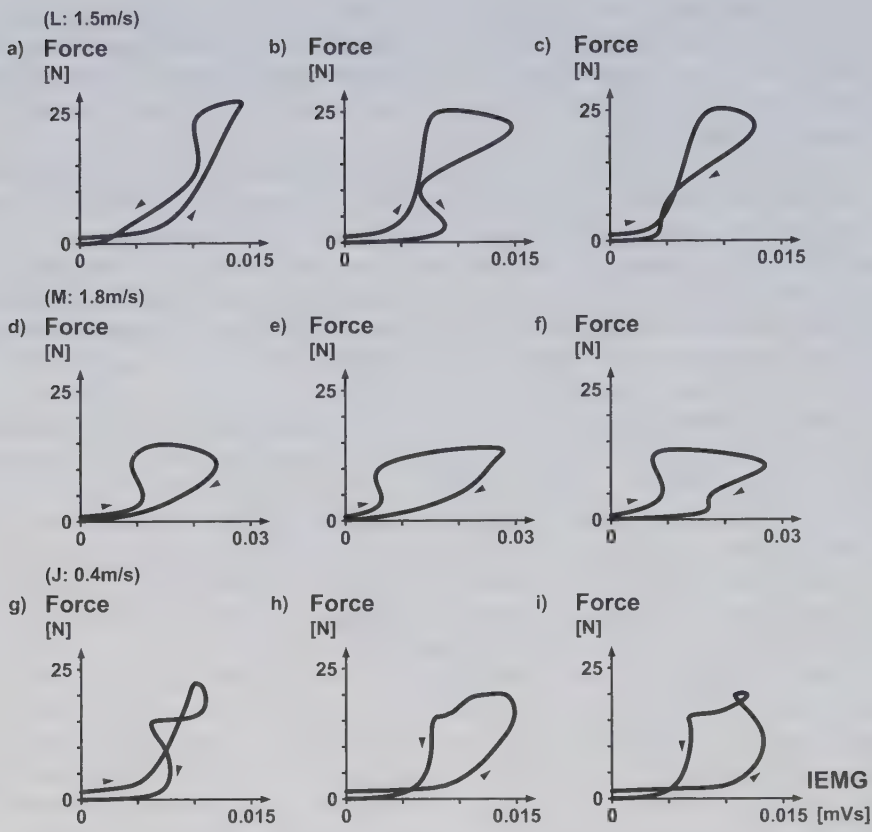 (L: 1.5m/s)
a) Force b) Force c) Force
[N] [N] [N]
25 25 25
0 0 0
0 0.015 0 0.015 0 0.015
(M: 1.8m/s)
d) Force e) Force f) Force
[N] [N] [N]
25 25 25
0 0 0
0 0.03 0 0.03 0 0.03
(J: 0.4m/s)
g) Force h) Force i) Force
[N] [N] [N]
25 25 25
0 0 0
IEMG
0 0.015 0 0.015 0 0.015 [mVs]